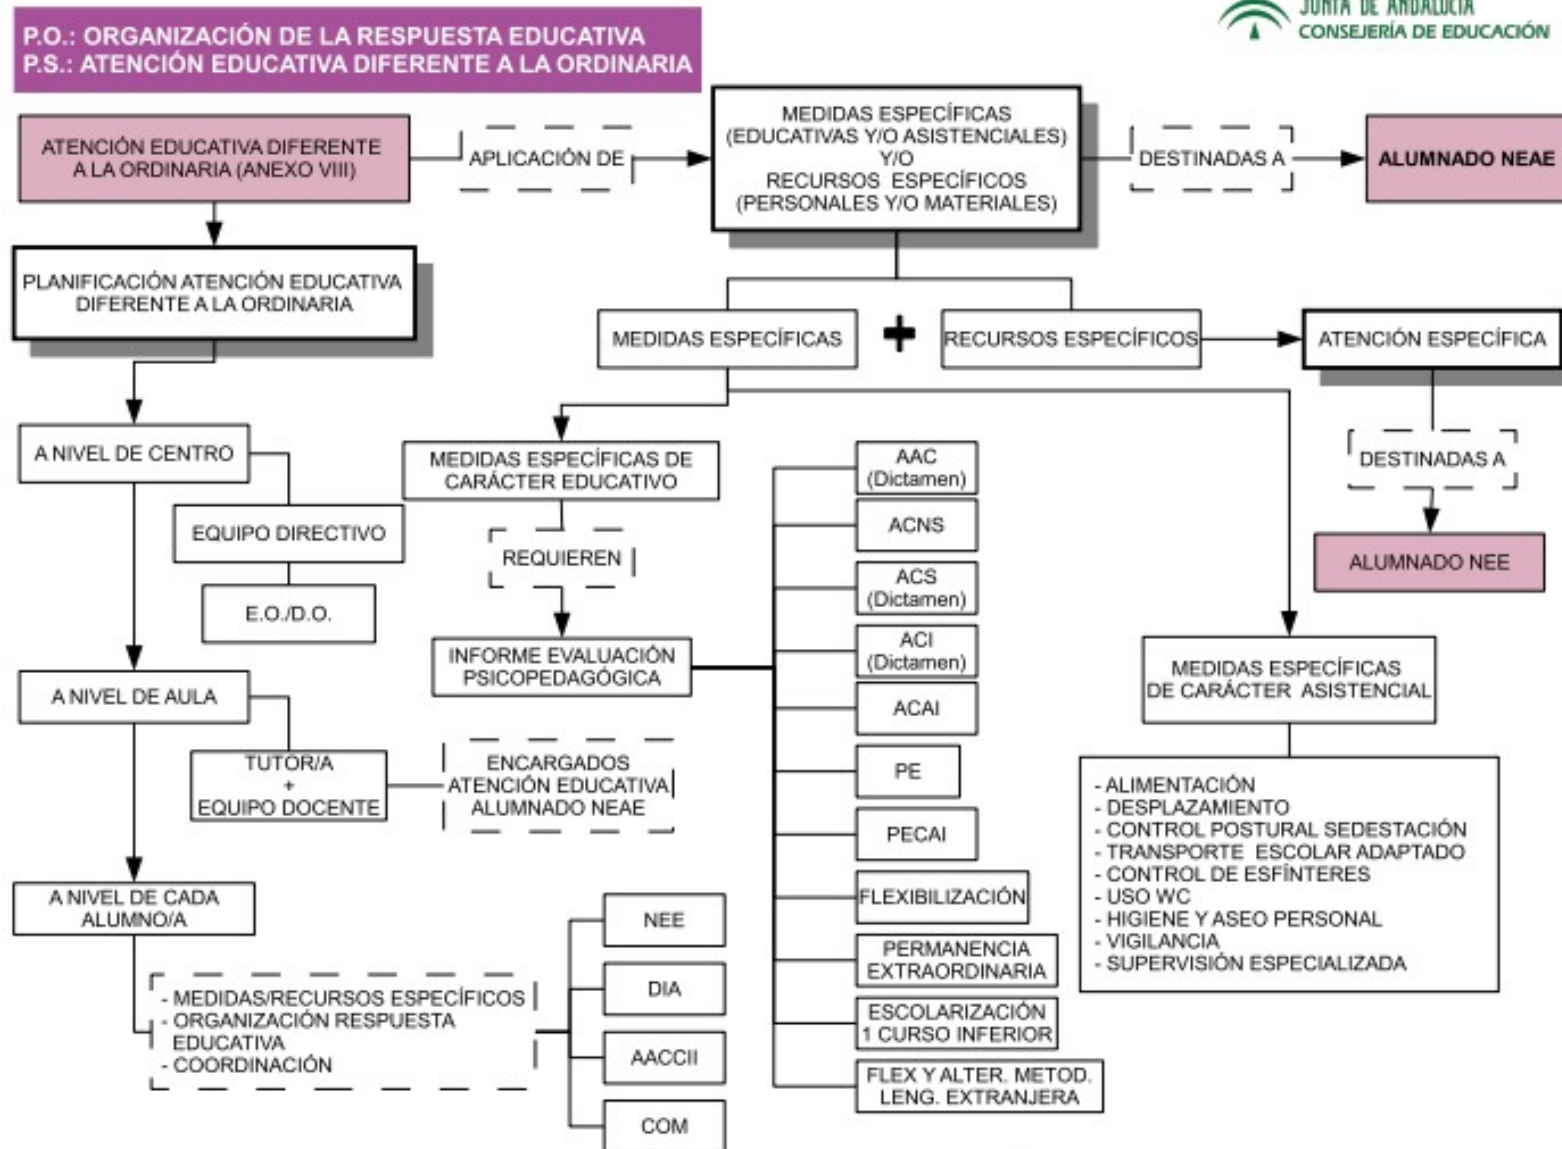 JUNTA DE ANDALUCIA
CONSEJERÍA DE EDUCACIÓN
P.O.: ORGANIZACIÓN DE LA RESPUESTA EDUCATIVA
P.S.: ATENCIÓN EDUCATIVA DIFERENTE A LA ORDINARIA
ATENCIÓN EDUCATIVA DIFERENTE
A LA ORDINARIA (ANEXO VIII)
APLICACIÓN DE
MEDIDAS ESPECÍFICAS
(EDUCATIVAS Y/O ASISTENCIALES)
Y/O
RECURSOS ESPECÍFICOS
(PERSONALES Y/O MATERIALES)
DESTINADAS A
ALUMNADO NEAE
PLANIFICACIÓN ATENCIÓN EDUCATIVA
DIFERENTE A LA ORDINARIA
MEDIDAS ESPECÍFICAS
+
RECURSOS ESPECÍFICOS
ATENCIÓN ESPECÍFICA
DESTINADAS A
ALUMNADO NEE
A NIVEL DE CENTRO
EQUIPO DIRECTIVO
E.O./D.O.
A NIVEL DE AULA
TUTOR/A
+
EQUIPO DOCENTE
ENCARGADOS
ATENCIÓN EDUCATIVA
ALUMNADO NEAE
A NIVEL DE CADA
ALUMNO/A
- MEDIDAS/RECURSOS ESPECÍFICOS
- ORGANIZACIÓN RESPUESTA
EDUCATIVA
- COORDINACIÓN
NEE
DIA
AACCII
COM
MEDIDAS ESPECÍFICAS DE
CARÁCTER EDUCATIVO
REQUIEREN
INFORME EVALUACIÓN
PSICOPEDAGÓGICA
AAC
(Dictamen)
ACNS
ACS
(Dictamen)
ACI
(Dictamen)
ACAI
PE
PECAI
FLEXIBILIZACIÓN
PERMANENCIA
EXTRAORDINARIA
ESCOLARIZACIÓN
1 CURSO INFERIOR
FLEX Y ALTER. METOD.
LENG. EXTRANJERA
MEDIDAS ESPECÍFICAS
DE CARÁCTER ASISTENCIAL
- ALIMENTACIÓN
- DESPLAZAMIENTO
- CONTROL POSTURAL SEDESTACIÓN
- TRANSPORTE ESCOLAR ADAPTADO
- CONTROL DE ESFÍNTERES
- USO WC
- HIGIENE Y ASEO PERSONAL
- VIGILANCIA
- SUPERVISIÓN ESPECIALIZADA